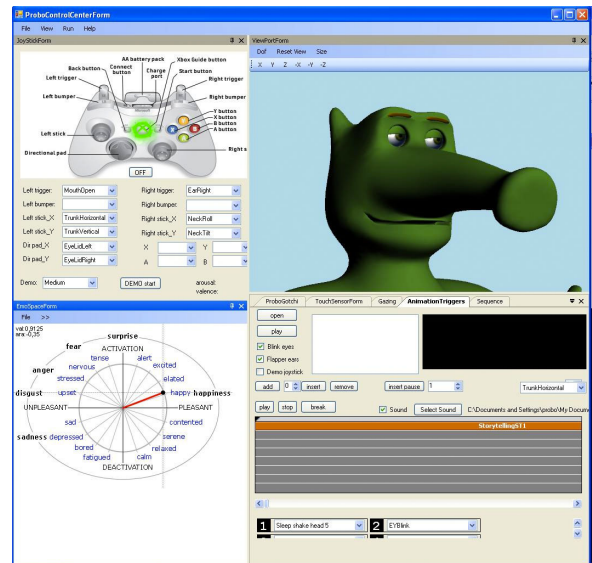 ProboControlCenterForm
File View Run Help
JoyStickForm
AA battery pack
Xbox Guide button
Back button
Connect button
Charge port
Start button
Left trigger
Right trigger
Left bumper
Right bumper
Y button
X button
B button
A button
Left stick
Directional pad
Right s
OFF
Left trigger: MouthOpen Right trigger: EarRight
Left bumper: Right bumper:
Left stick_X TrunkHorizontal Right stick_X NeckRoll
Left stick_Y TrunkVertical Right stick_Y NeckTilt
Dir pad_X EyeLidLeft X Y
Dir pad_Y EyeLidRight A B
Demo: Medium DEMO start arousal:
valence:
EmoSpaceForm
File >>
val:0,9125
ara:-0,35
surprise
fear ACTIVATION
tense alert
nervous excited
anger
stressed elated
disgust upset happy happiness
UNPLEASANT PLEASANT
sad contented
sadness depressed serene
bored relaxed
fatigued calm
DEACTIVATION
ViewPortForm
Dof Reset View Size
X Y Z -X -Y -Z
ProboGotchi TouchSensorForm Gazing AnimationTriggers Sequence
open
play
Blink eyes
Flapper ears
Demo joystick
add 0 insert remove insert pause 1 TrunkHorizontal
play stop break Sound Select Sound C:\Documents and Settings\probo\My Docume
StorytellingST1
1 Sleep shake head 5 2 EYBlink